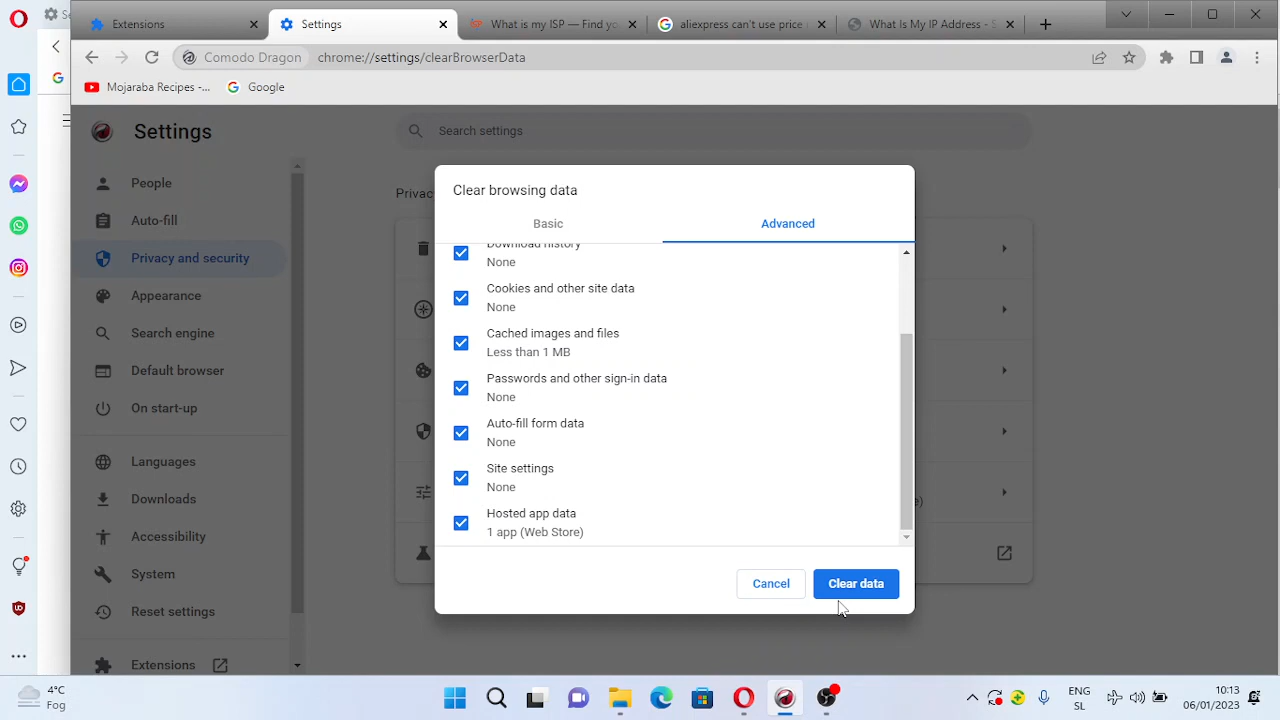 Extensions
Settings
What is my ISP — Find yo
aliexpress can't use price
What Is My IP Address
Comodo Dragon
chrome://settings/clearBrowserData
Mojaraba Recipes -...
Google
Settings
Search settings
People
Auto-fill
Privacy and security
Appearance
Search engine
Default browser
On start-up
Languages
Downloads
Accessibility
System
Reset settings
Extensions
Privac
Clear browsing data
Basic
Advanced
Download history
None
Cookies and other site data
None
Cached images and files
Less than 1 MB
Passwords and other sign-in data
None
Auto-fill form data
None
Site settings
None
Hosted app data
1 app (Web Store)
Cancel
Clear data
4°C
Fog
ENG
SL
10:13
06/01/2023